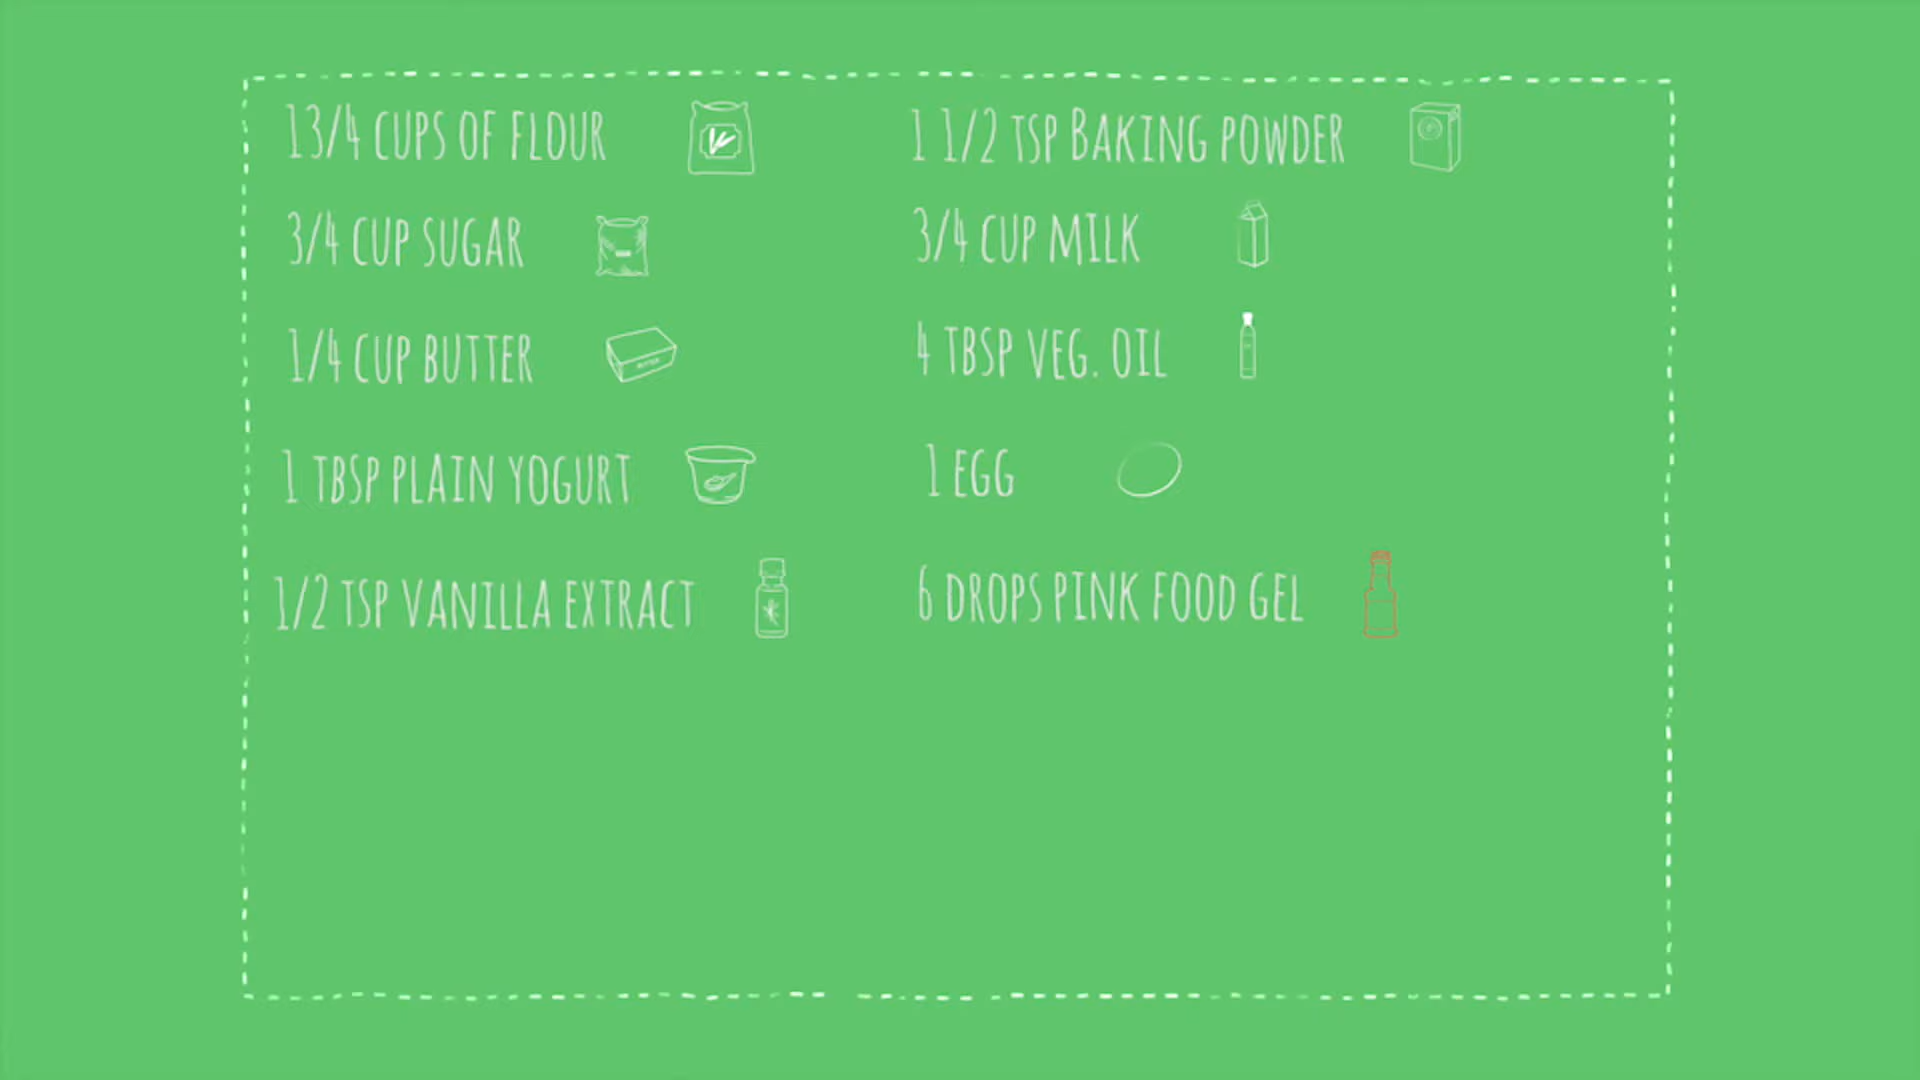 1 3/4 CUPS OF FLOUR
3/4 CUP SUGAR
1/4 CUP BUTTER
1 TBSP PLAIN YOGURT
1/2 TSP VANILLA EXTRACT
1 1/2 TSP BAKING POWDER
3/4 CUP MILK
4 TBSP VEG. OIL
1 EGG
6 DROPS PINK FOOD GEL